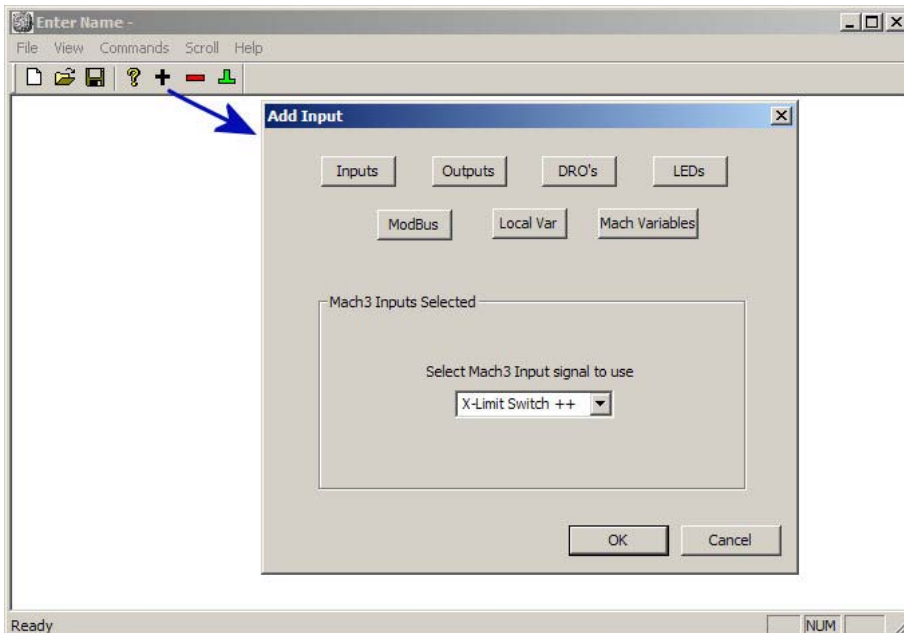 Enter Name -
File View Commands Scroll Help
Add Input
Inputs Outputs DRO's LEDs
ModBus Local Var Mach Variables
Mach3 Inputs Selected
Select Mach3 Input signal to use
X-Limit Switch ++
OK Cancel
Ready NUM